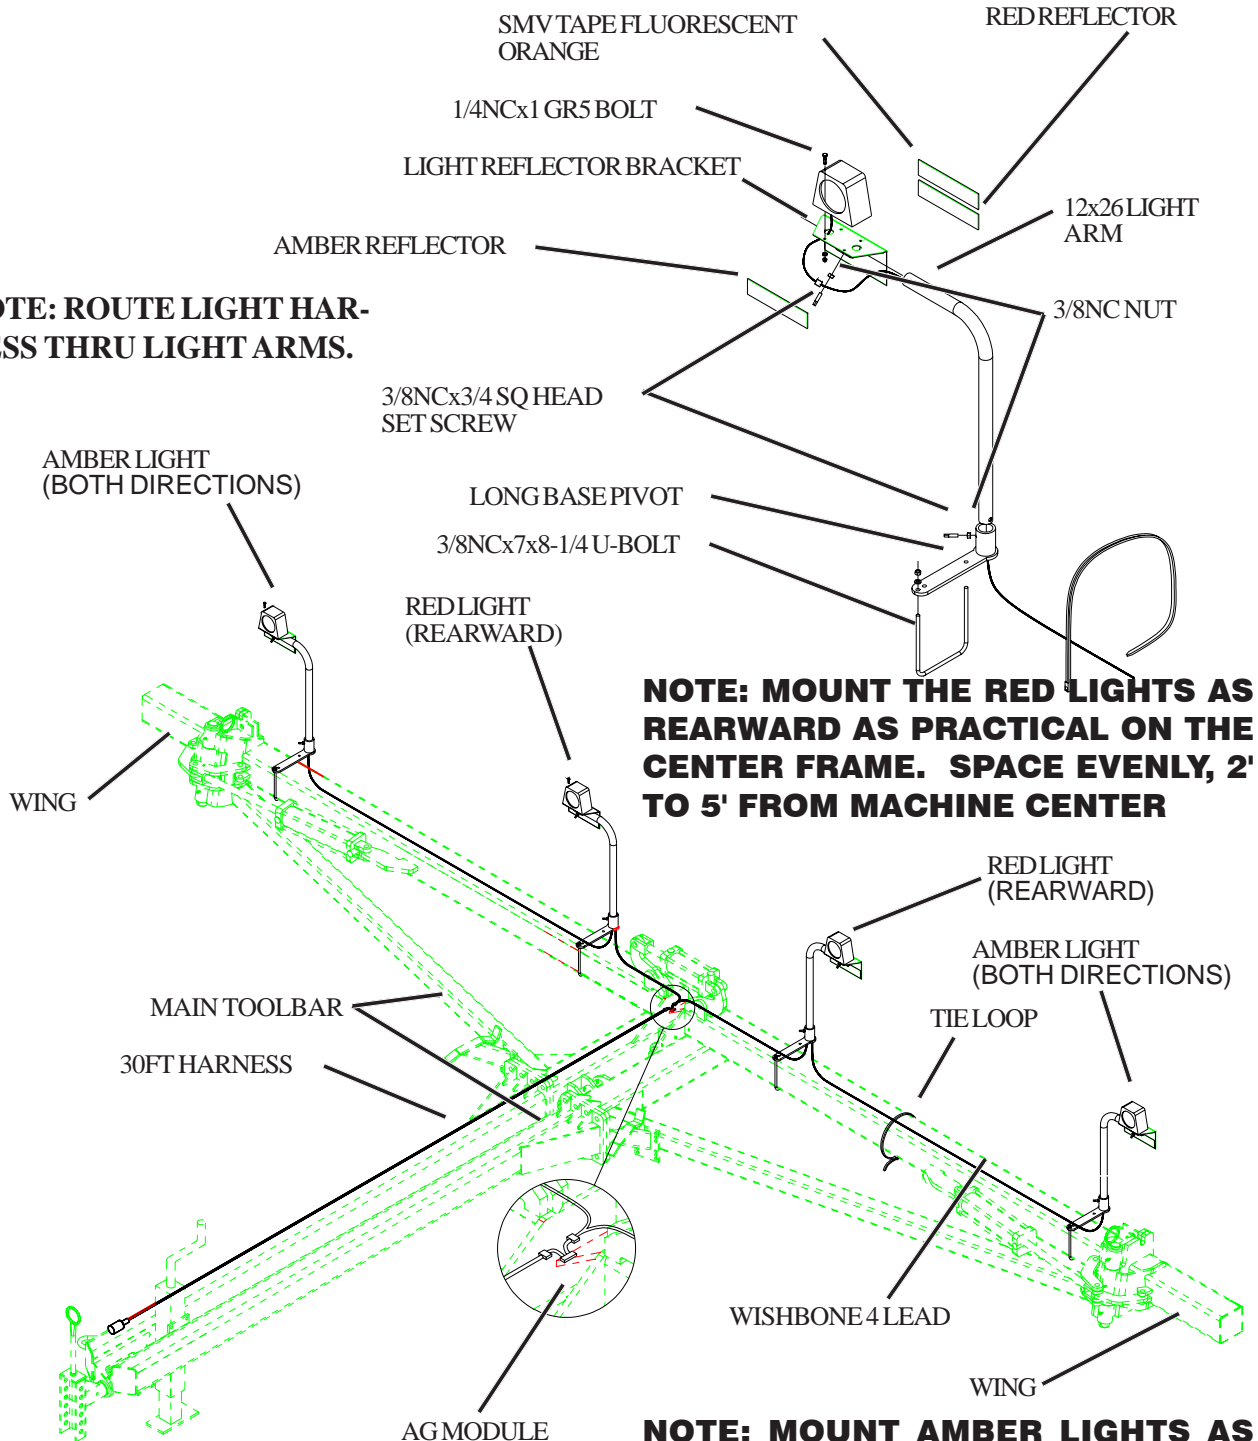 SMV TAPE FLUORESCENT
ORANGE
RED REFLECTOR
1/4NCx1 GR5 BOLT
LIGHT REFLECTOR BRACKET
12x26 LIGHT
ARM
AMBER REFLECTOR
OTE: ROUTE LIGHT HAR-
ESS THRU LIGHT ARMS.
3/8NC NUT
3/8NCx3/4 SQ HEAD
SET SCREW
AMBER LIGHT
(BOTH DIRECTIONS)
LONG BASE PIVOT
3/8NCx7x8-1/4 U-BOLT
RED LIGHT
(REARWARD)
NOTE: MOUNT THE RED LIGHTS AS
REARWARD AS PRACTICAL ON THE
CENTER FRAME. SPACE EVENLY, 2'
TO 5' FROM MACHINE CENTER
WING
RED LIGHT
(REARWARD)
AMBER LIGHT
(BOTH DIRECTIONS)
MAIN TOOLBAR
TIE LOOP
30FT HARNESS
WISHBONE 4 LEAD
WING
AG MODULE
NOTE: MOUNT AMBER LIGHTS AS